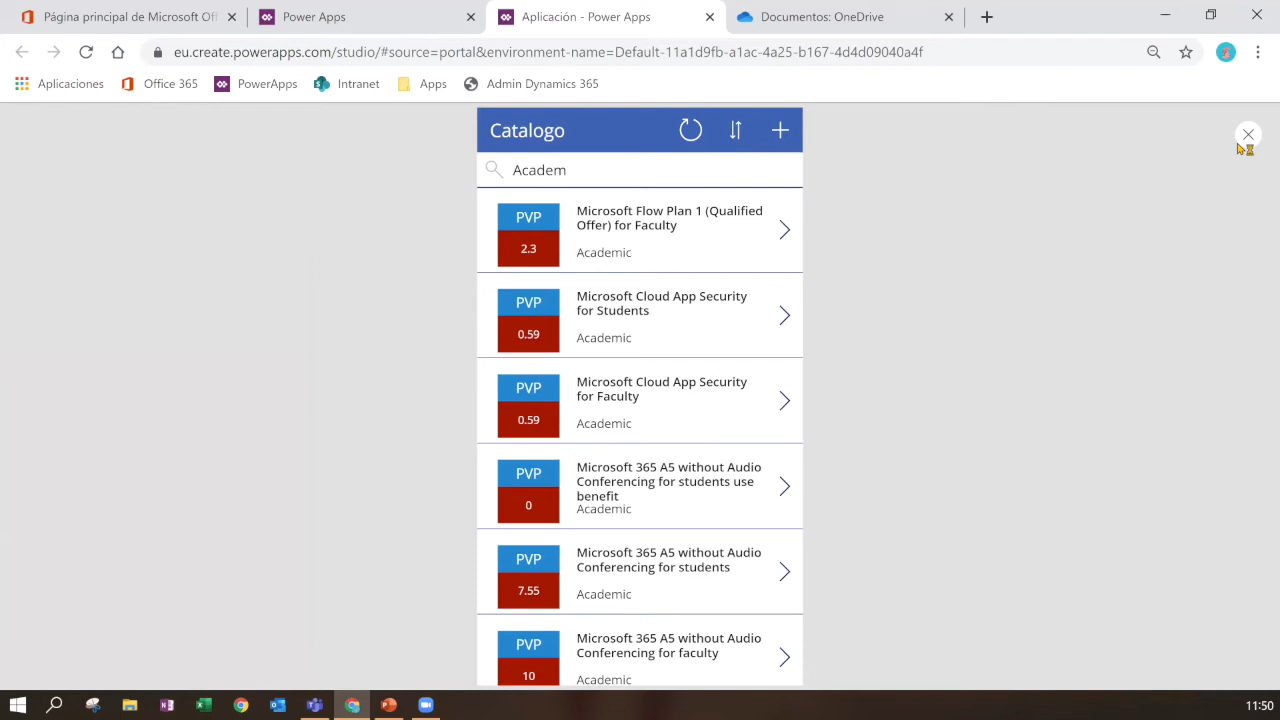 Página principal de Microsoft Of
Power Apps
Aplicación - Power Apps
Documentos: OneDrive
eu.create.powerapps.com/studio/#source=portal&environment-name=Default-11a1d9fb-a1ac-4a25-b167-4d4d09040a4f
Aplicaciones
Office 365
PowerApps
Intranet
Apps
Admin Dynamics 365
Catalogo
Academ
PVP
2.3
Microsoft Flow Plan 1 (Qualified
Offer) for Faculty
Academic
PVP
0.59
Microsoft Cloud App Security
for Students
Academic
PVP
0.59
Microsoft Cloud App Security
for Faculty
Academic
PVP
0
Microsoft 365 A5 without Audio
Conferencing for students use
benefit
Academic
PVP
7.55
Microsoft 365 A5 without Audio
Conferencing for students
Academic
PVP
10
Microsoft 365 A5 without Audio
Conferencing for faculty
Academic
11:50